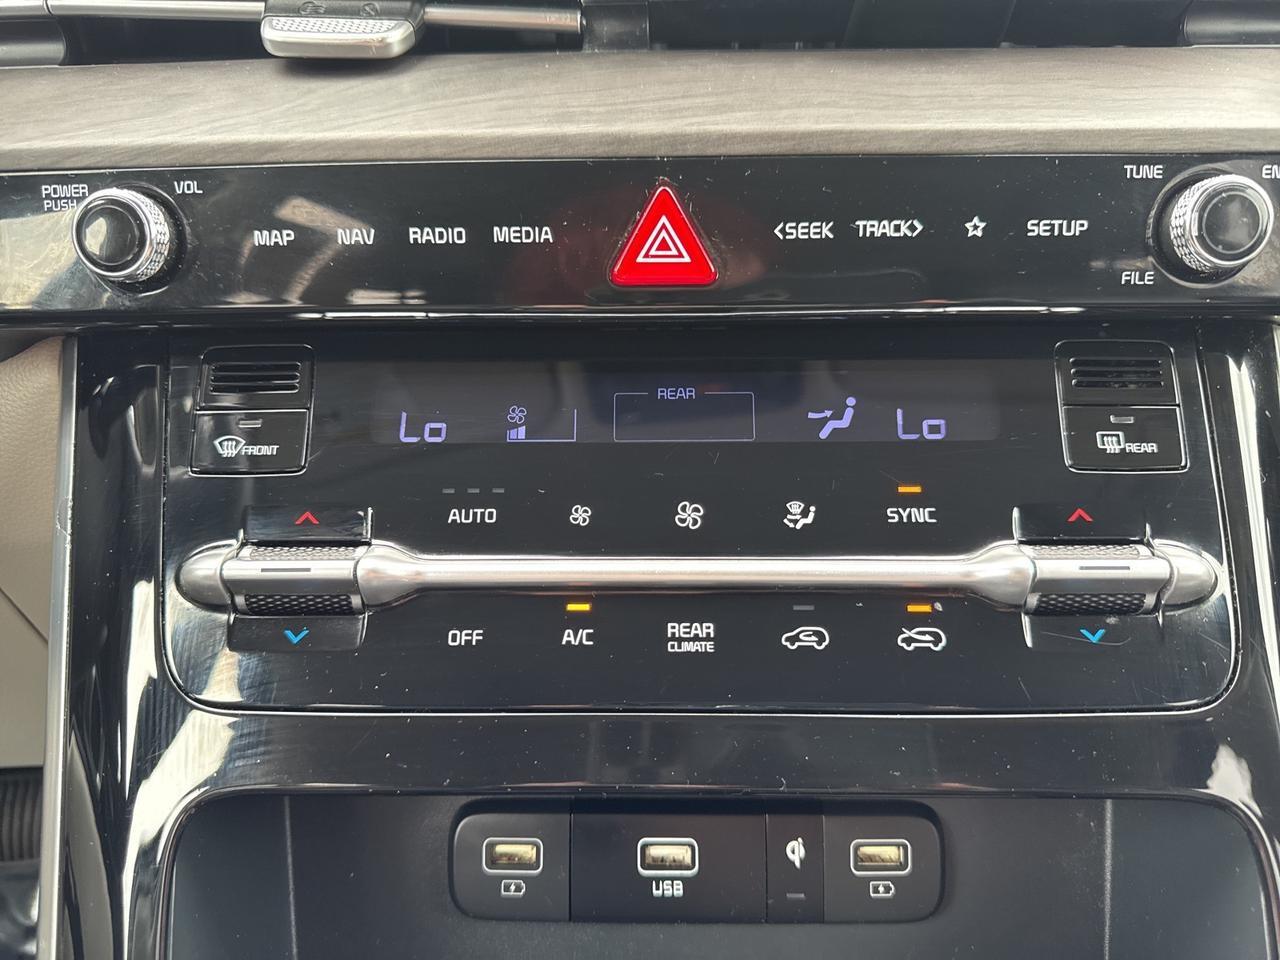 POWER
PUSH
VOL
MAP
NAV
RADIO
MEDIA
<SEEK
TRACK>
SETUP
TUNE
FILE
REAR
Lo
Lo
FRONT
REAR
AUTO
SYNC
OFF
A/C
REAR
CLIMATE
USB